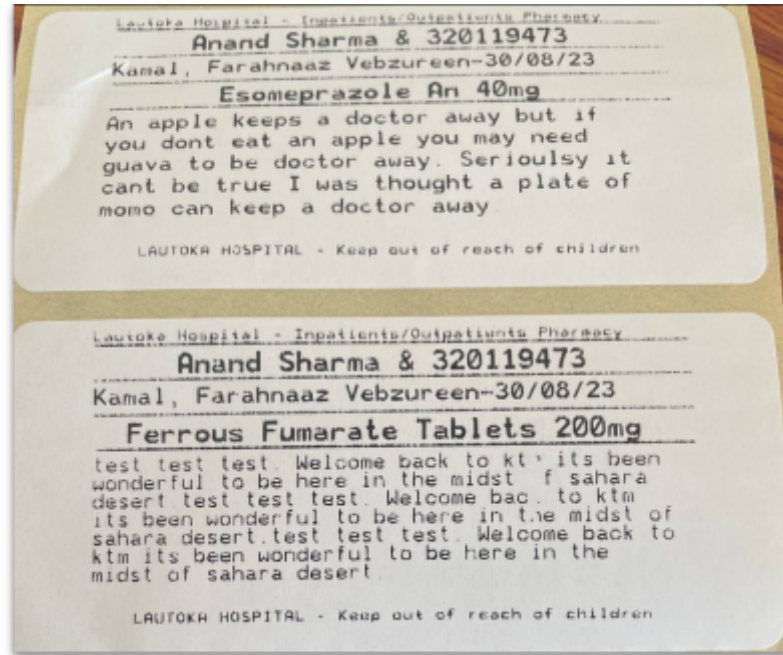 Lautoka Hospital - Inpatients/Outpatiunts Pharmacy
Anand Sharma & 320119473
Kamal, Farahnaaz Vebzureen-30/08/23
Esomeprazole An 40mg
An apple keeps a doctor away but if
you dont eat an apple you may need
guava to be doctor away. Serioulsy it
cant be true I was thought a plate of
momo can keep a doctor away
LAUTOKA HOSPITAL - Keep out of reach of children
Lautoka Hospital - Inpatients/Outpatiunts Pharmacy
Anand Sharma & 320119473
Kamal, Farahnaaz Vebzureen-30/08/23
Ferrous Fumarate Tablets 200mg
test test test. Welcome back to its been
wonderful to be here in the midst sahara
desert.test test test. Welcome to ktm
its been wonderful to be here in the midst of
sahara desert.test test test. Welcome back to
ktm its been wonderful to be here in the
midst of sahara desert.
LAUTOKA HOSPITAL - Keep out of reach of children